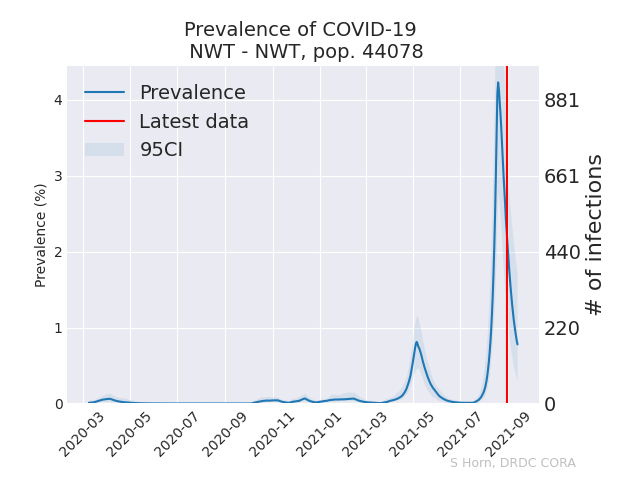 Prevalence of COVID-19
NWT - NWT, pop. 44078
Prevalence
Latest data
95CI
Prevalence (%)
4
3
2
1
0
881
661
440
220
0
# of infections
2020-03
2020-05
2020-07
2020-09
2020-11
2021-01
2021-03
2021-05
2021-07
2021-09
S Horn, DRDC CORA